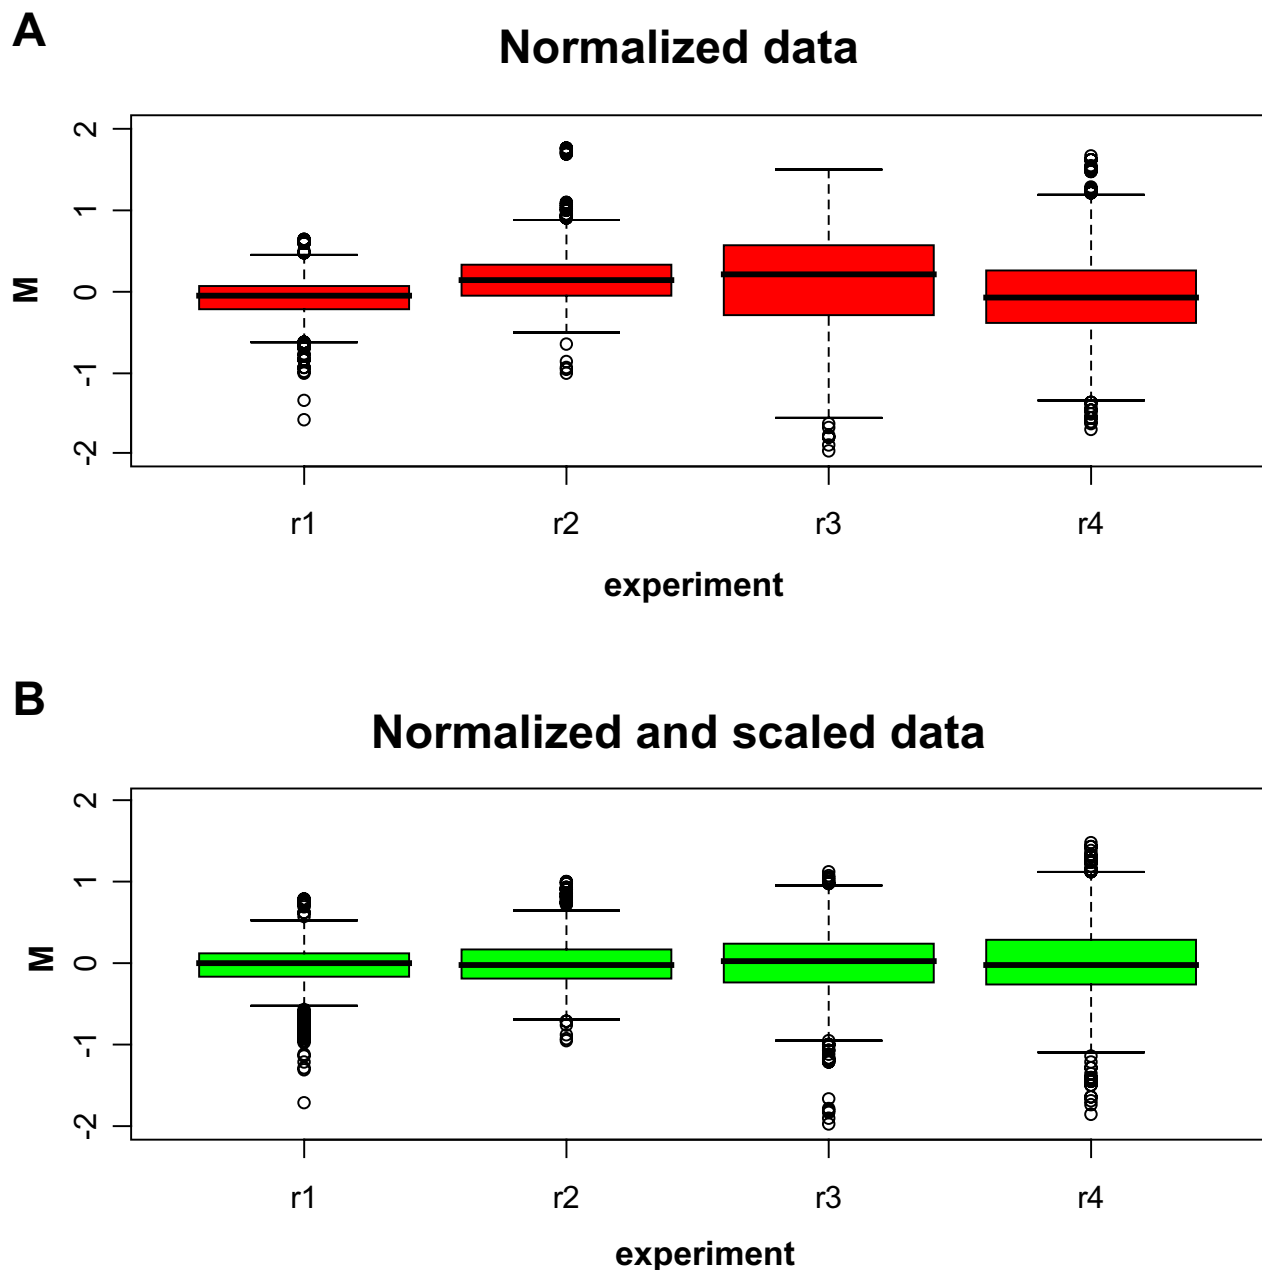 A
Normalized data
2
1
0
-1
-2
M
r1 r2 r3 r4
experiment
B
Normalized and scaled data
2
1
0
-1
-2
M
r1 r2 r3 r4
experiment